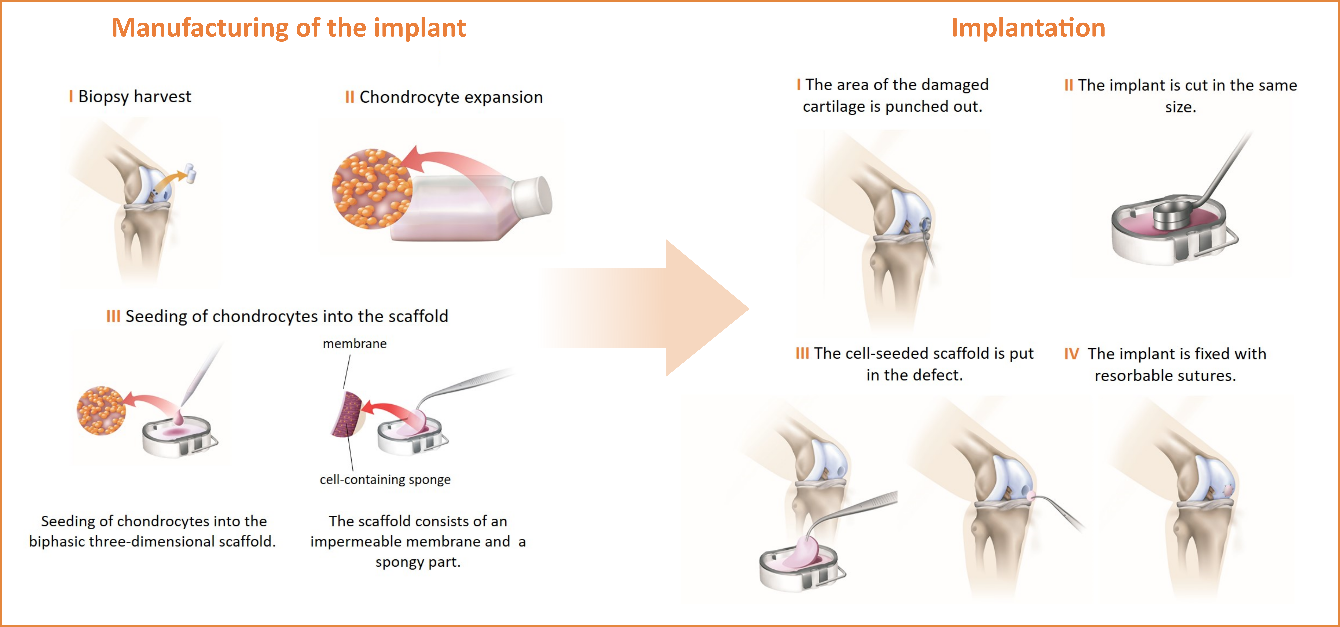 Manufacturing of the implant
I Biopsy harvest
II Chondrocyte expansion
III Seeding of chondrocytes into the scaffold
membrane
cell-containing sponge
Seeding of chondrocytes into the
biphasic three-dimensional scaffold.
The scaffold consists of an
impermeable membrane and a
spongy part.
Implantation
I The area of the damaged
cartilage is punched out.
II The implant is cut in the same
size.
III The cell-seeded scaffold is put
in the defect.
IV The implant is fixed with
resorbable sutures.